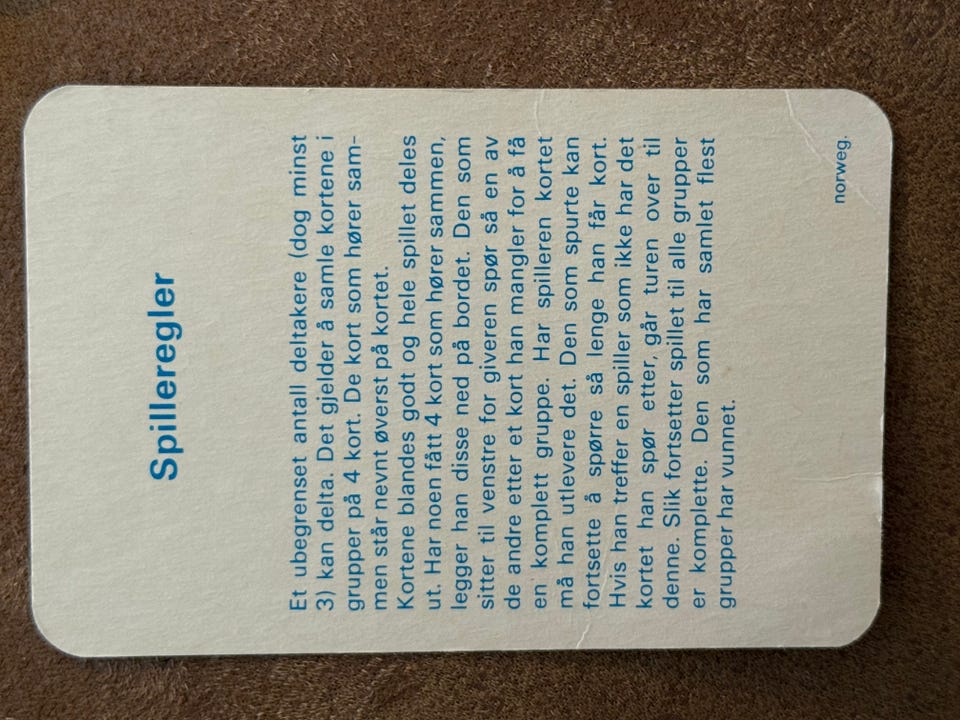 Spilleregler
Et ubegrenset antall deltakere (dog minst
3) kan delta. Det gjelder å samle kortene i
grupper på 4 kort. De kort som hører sam-
men står nevnt øverst på kortet.
Kortene blandes godt og hele spillet deles
ut. Har noen fått 4 kort som hører sammen,
legger han disse ned på bordet. Den som
sitter til venstre for giveren spør så en av
de andre etter et kort han mangler for å få
en komplett gruppe. Har spilleren kortet
må han utlevere det. Den som spurte kan
fortsette å spørre så lenge han får kort.
Hvis han treffer en spiller som ikke har det
kortet han spør etter, går turen over til
denne. Slik fortsetter spillet til alle grupper
er komplette. Den som har samlet flest
grupper har vunnet.
norweg.